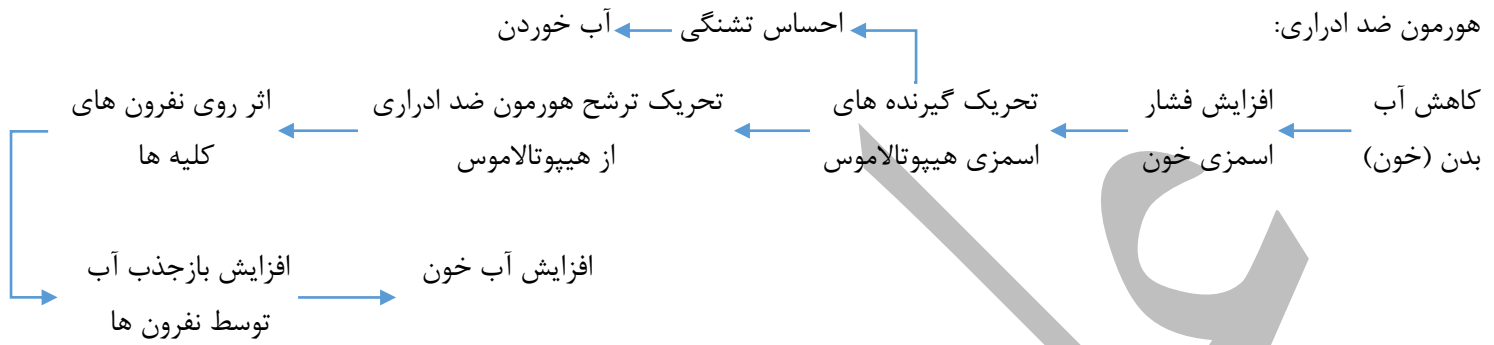 هورمون ضد ادراری:
احساس تشنگی
آب خوردن
کاهش آب
بدن (خون)
افزایش فشار
اسمزی خون
تحریک گیرنده های
اسمزی هیپوتالاموس
تحریک ترشح هورمون ضد ادراری
از هیپوتالاموس
اثر روی نفرون های
کلیه ها
افزایش بازجذب آب
توسط نفرون ها
افزایش آب خون